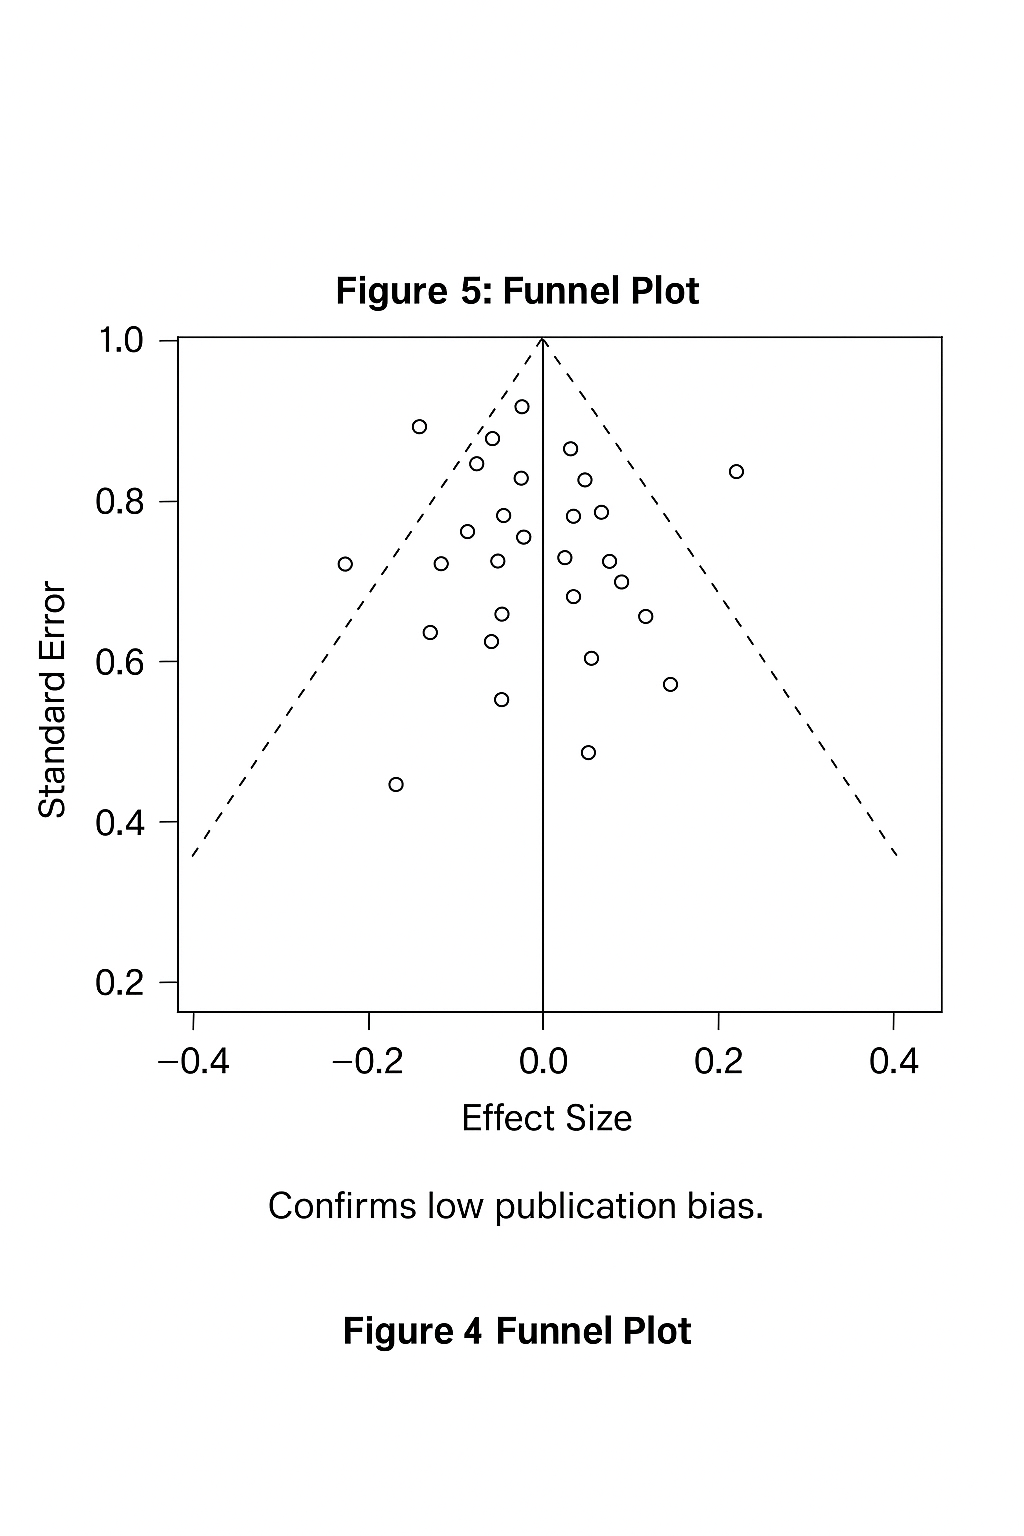 Figure 5: Funnel Plot
1.0
0.8
0.6
0.4
0.2
Standard Error
−0.4 −0.2 0.0 0.2 0.4
Effect Size
Confirms low publication bias.
Figure 4 Funnel Plot